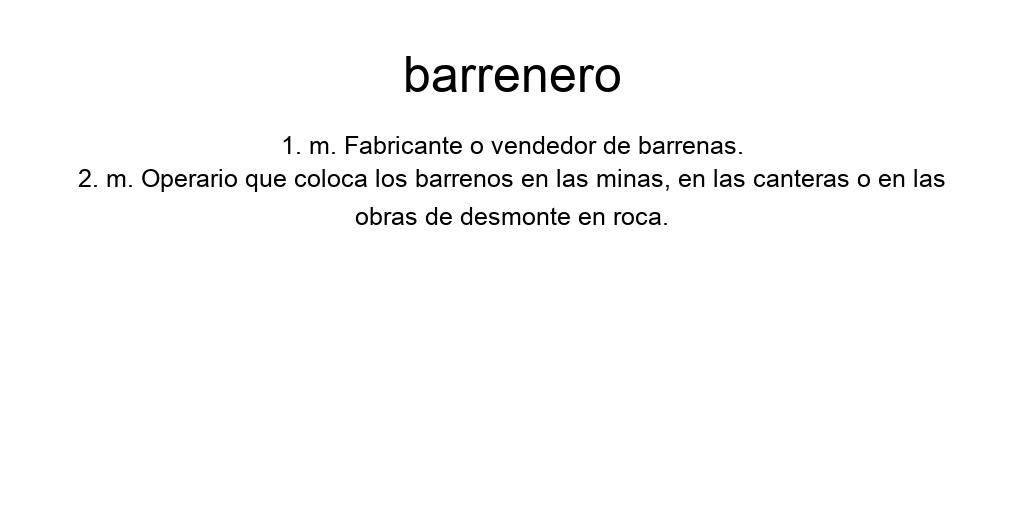 barrenero
1. m. Fabricante o vendedor de barrenas.
2. m. Operario que coloca los barrenos en las minas, en las canteras o en las
obras de desmonte en roca.